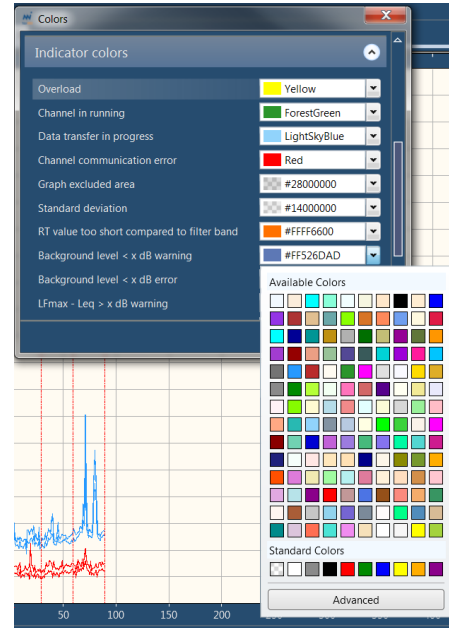 Colors
Indicator colors
Overload Yellow
Channel in running ForestGreen
Data transfer in progress LightSkyBlue
Channel communication error Red
Graph excluded area #28000000
Standard deviation #14000000
RT value too short compared to filter band #FFFF6600
Background level < x dB warning #FF526DAD
Background level < x dB error
LFmax - Leq > x dB warning
Available Colors
Standard Colors
Advanced
50 100 150 200